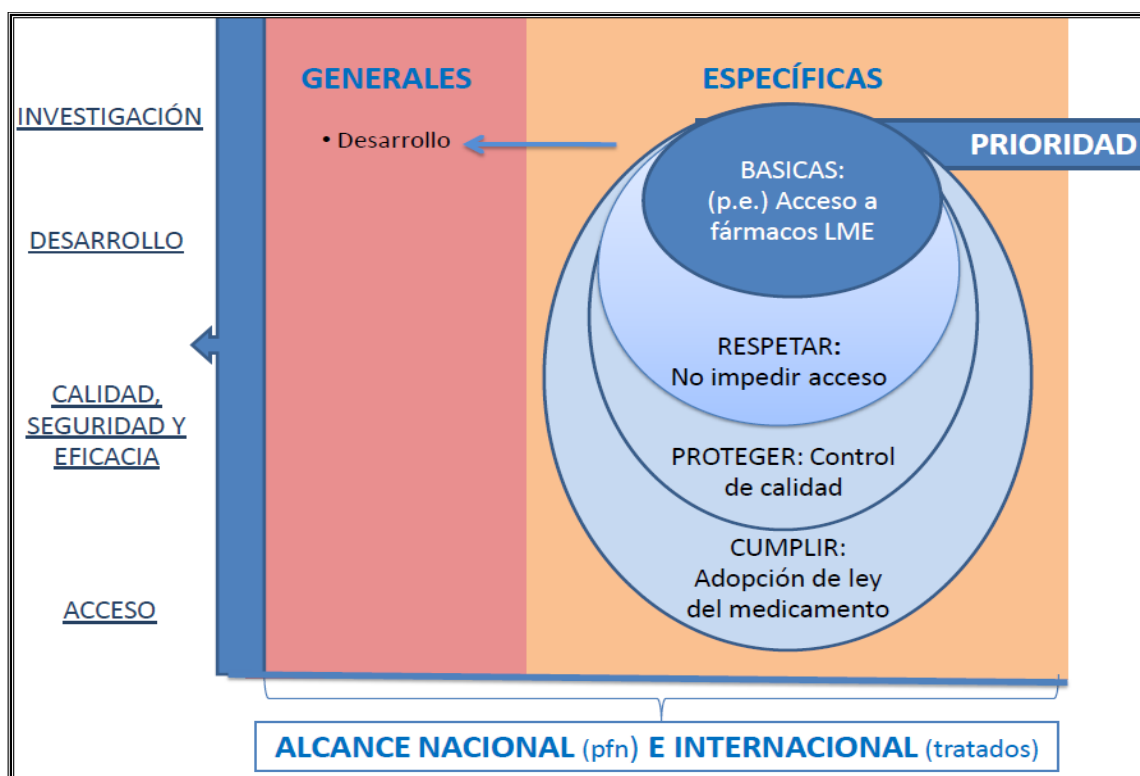 GENERALES
ESPECÍFICAS
INVESTIGACIÓN
• Desarrollo
PRIORIDAD
BASICAS:
(p.e.) Acceso a
fármacos LME
DESARROLLO
RESPETAR:
No impedir acceso
CALIDAD,
SEGURIDAD Y
EFICACIA
PROTEGER: Control
de calidad
CUMPLIR:
Adopción de ley
del medicamento
ACCESO
ALCANCE NACIONAL (pfn) E INTERNACIONAL (tratados)